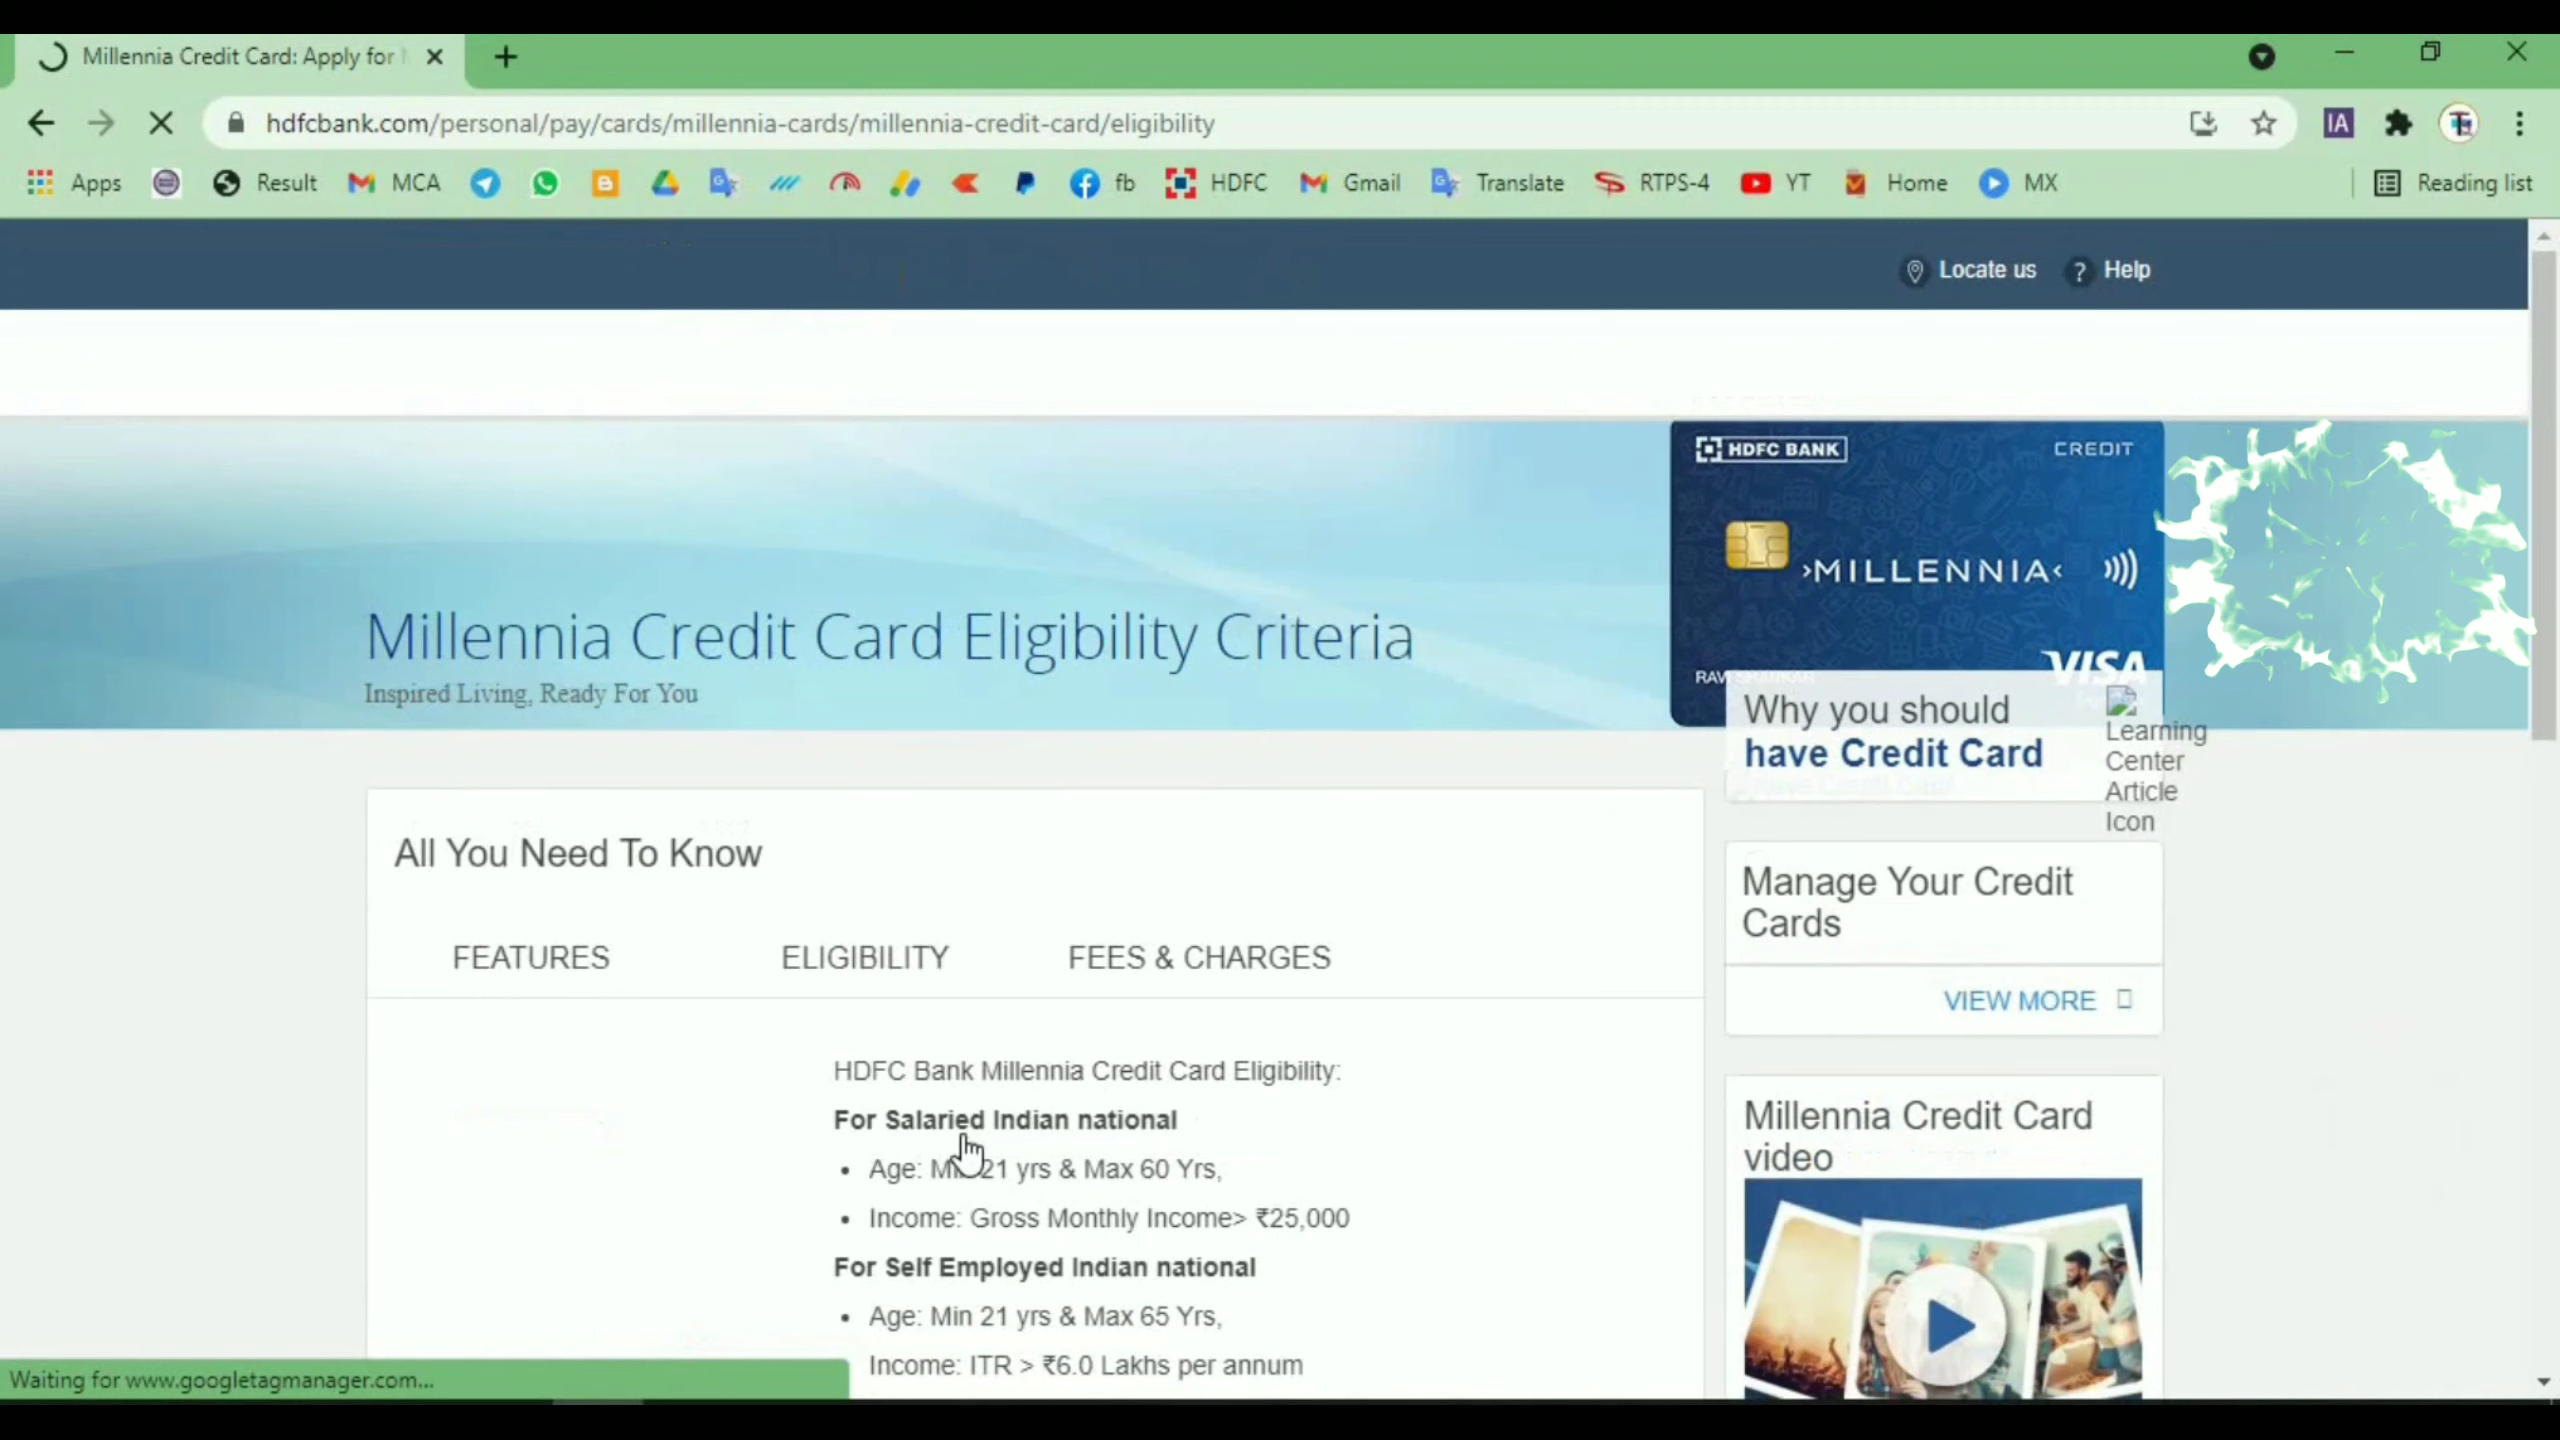 Millennia Credit Card: Apply for
hdfcbank.com/personal/pay/cards/millennia-cards/millennia-credit-card/eligibility
IA
Apps Result MCA fb HDFC Gmail Translate RTPS-4 YT Home MX Reading list
Locate us ? Help
HDFC BANK CREDIT
›MILLENNIA‹
VISA
Millennia Credit Card Eligibility Criteria
Inspired Living, Ready For You
Why you should
have Credit Card
Learning
Center
Article
Icon
All You Need To Know
Manage Your Credit
Cards
FEATURES ELIGIBILITY FEES & CHARGES
VIEW MORE
HDFC Bank Millennia Credit Card Eligibility:
For Salaried Indian national
• Age: Min 21 yrs & Max 60 Yrs,
• Income: Gross Monthly Income> ₹25,000
For Self Employed Indian national
• Age: Min 21 yrs & Max 65 Yrs,
Income: ITR > ₹6.0 Lakhs per annum
Millennia Credit Card
video
Waiting for www.googletagmanager.com...